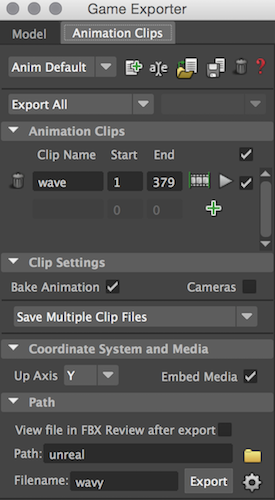 Game Exporter
Model Animation Clips
Anim Default a/e ?
Export All
Animation Clips
Clip Name Start End
wave 1 379
0 0
Clip Settings
Bake Animation Cameras
Save Multiple Clip Files
Coordinate System and Media
Up Axis Y Embed Media
Path
View file in FBX Review after export
Path: unreal
Filename: wavy Export